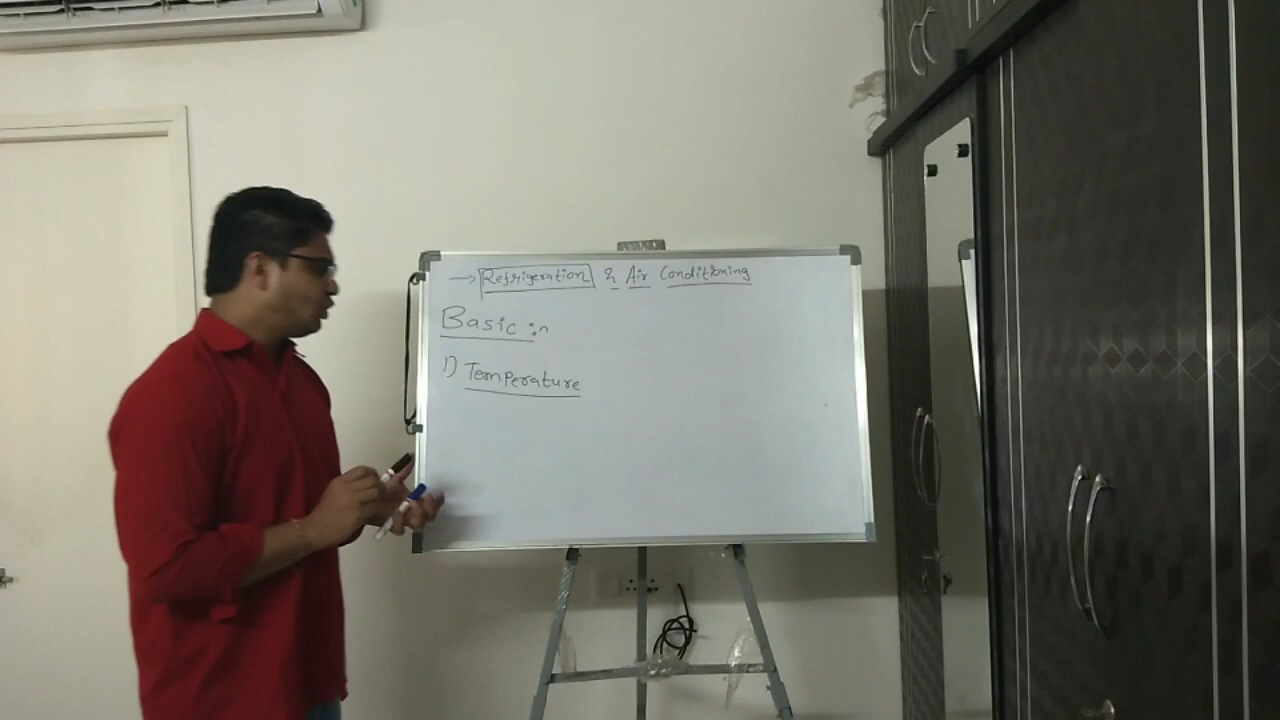 → Refrigeration & Air Conditioning
Basic :~
1) Temperature